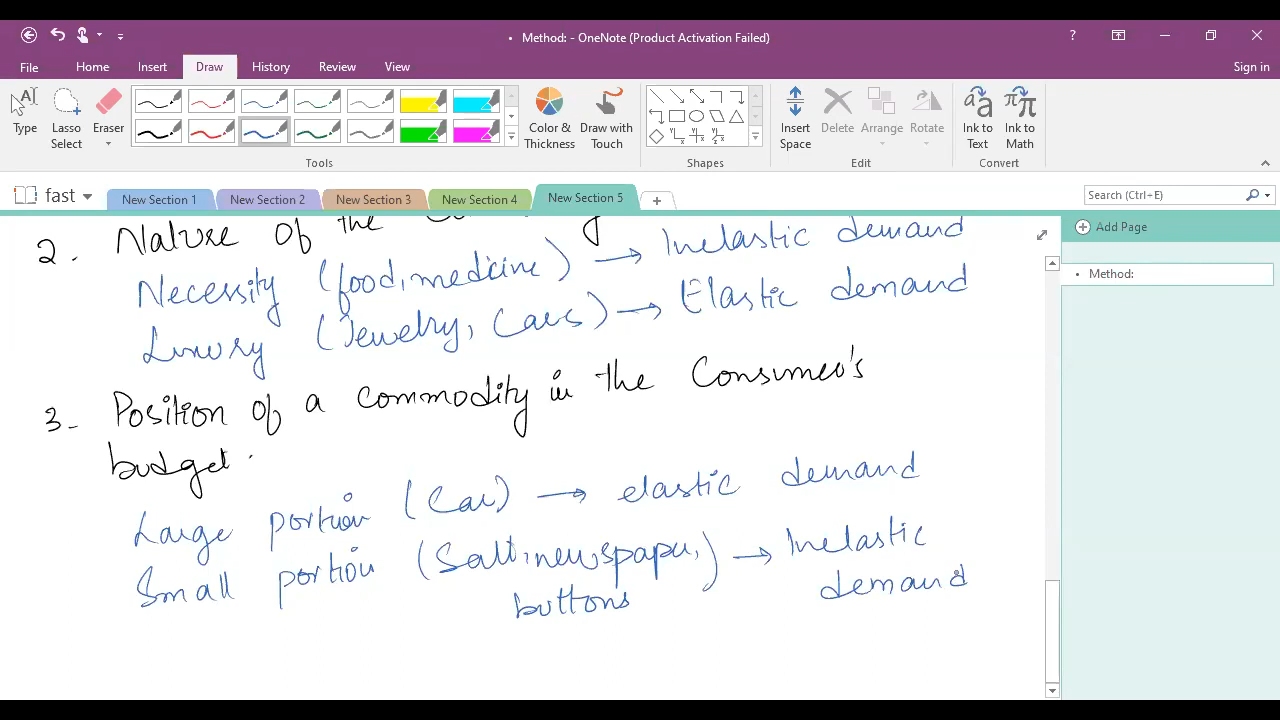 Method: - OneNote (Product Activation Failed)
?
File Home Insert Draw History Review View Sign in
Type Lasso Select Eraser Color & Thickness Draw with Touch Insert Space Delete Arrange Rotate Ink to Text Ink to Math
Tools Shapes Edit Convert
fast New Section 1 New Section 2 New Section 3 New Section 4 New Section 5 Search (Ctrl+E)
Add Page
Method:
2. Nature of the
Necessity (food, medicine) → Inelastic demand
Luxury (Jewelry, Cars) → Elastic demand
3- Position of a commodity in the Consumer's
budget.
Large portion (Car) → elastic demand
Small portion (Salt, newspaper, buttons) → Inelastic
demand